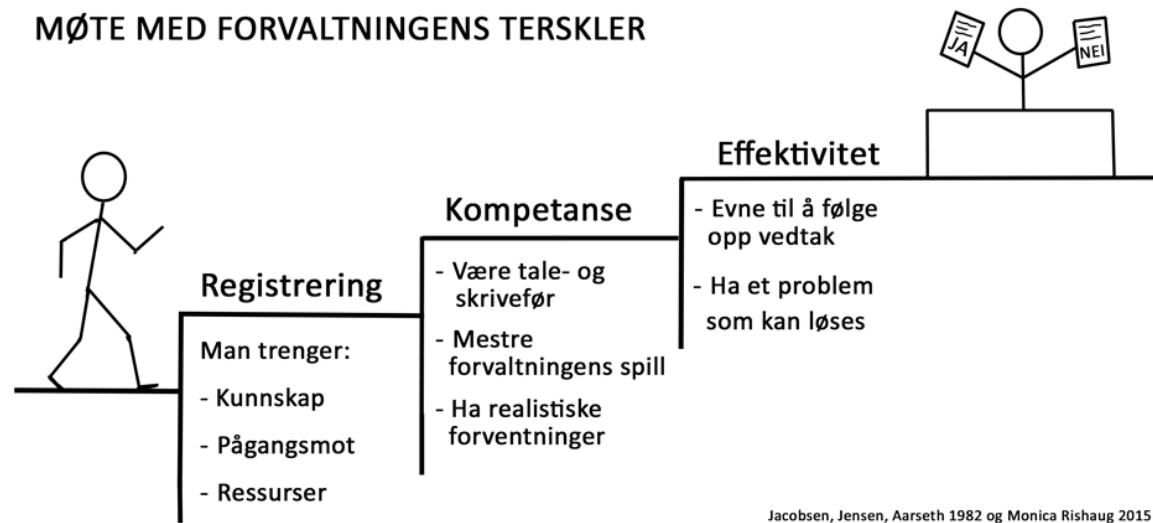 MØTE MED FORVALTNINGENS TERSKLER
JA
NEI
Registrering
Man trenger:
- Kunnskap
- Pågangsmot
- Ressurser
Kompetanse
- Være tale- og
skrivefør
- Mestre
forvaltningens spill
- Ha realistiske
forventninger
Effektivitet
- Evne til å følge
opp vedtak
- Ha et problem
som kan løses
Jacobsen, Jensen, Aarseth 1982 og Monica Rishaug 2015